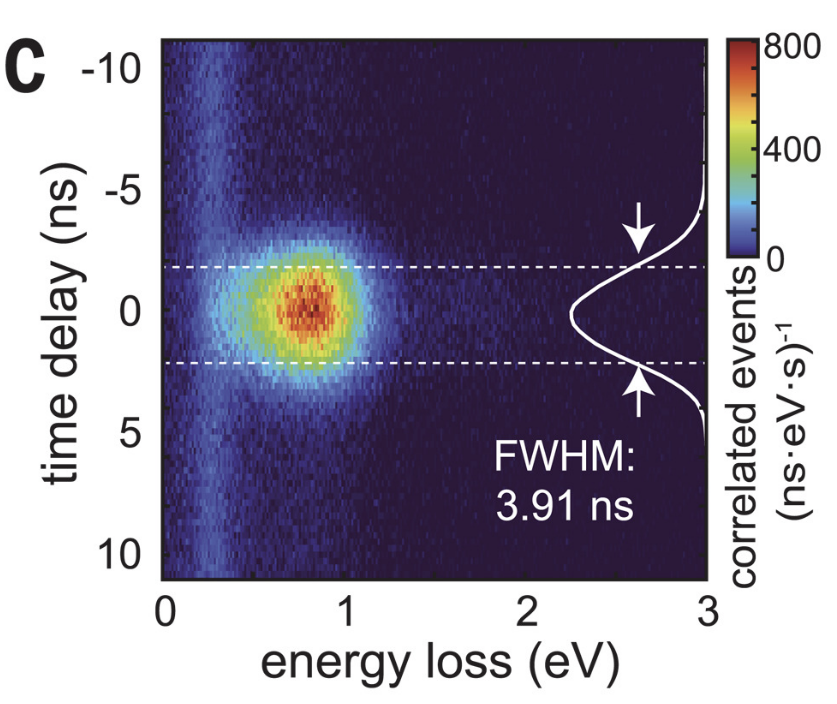 C
-10
-5
0
5
10
time delay (ns)
0
1
2
3
energy loss (eV)
FWHM:
3.91 ns
800
400
0
correlated events
(ns·eV·s)-1